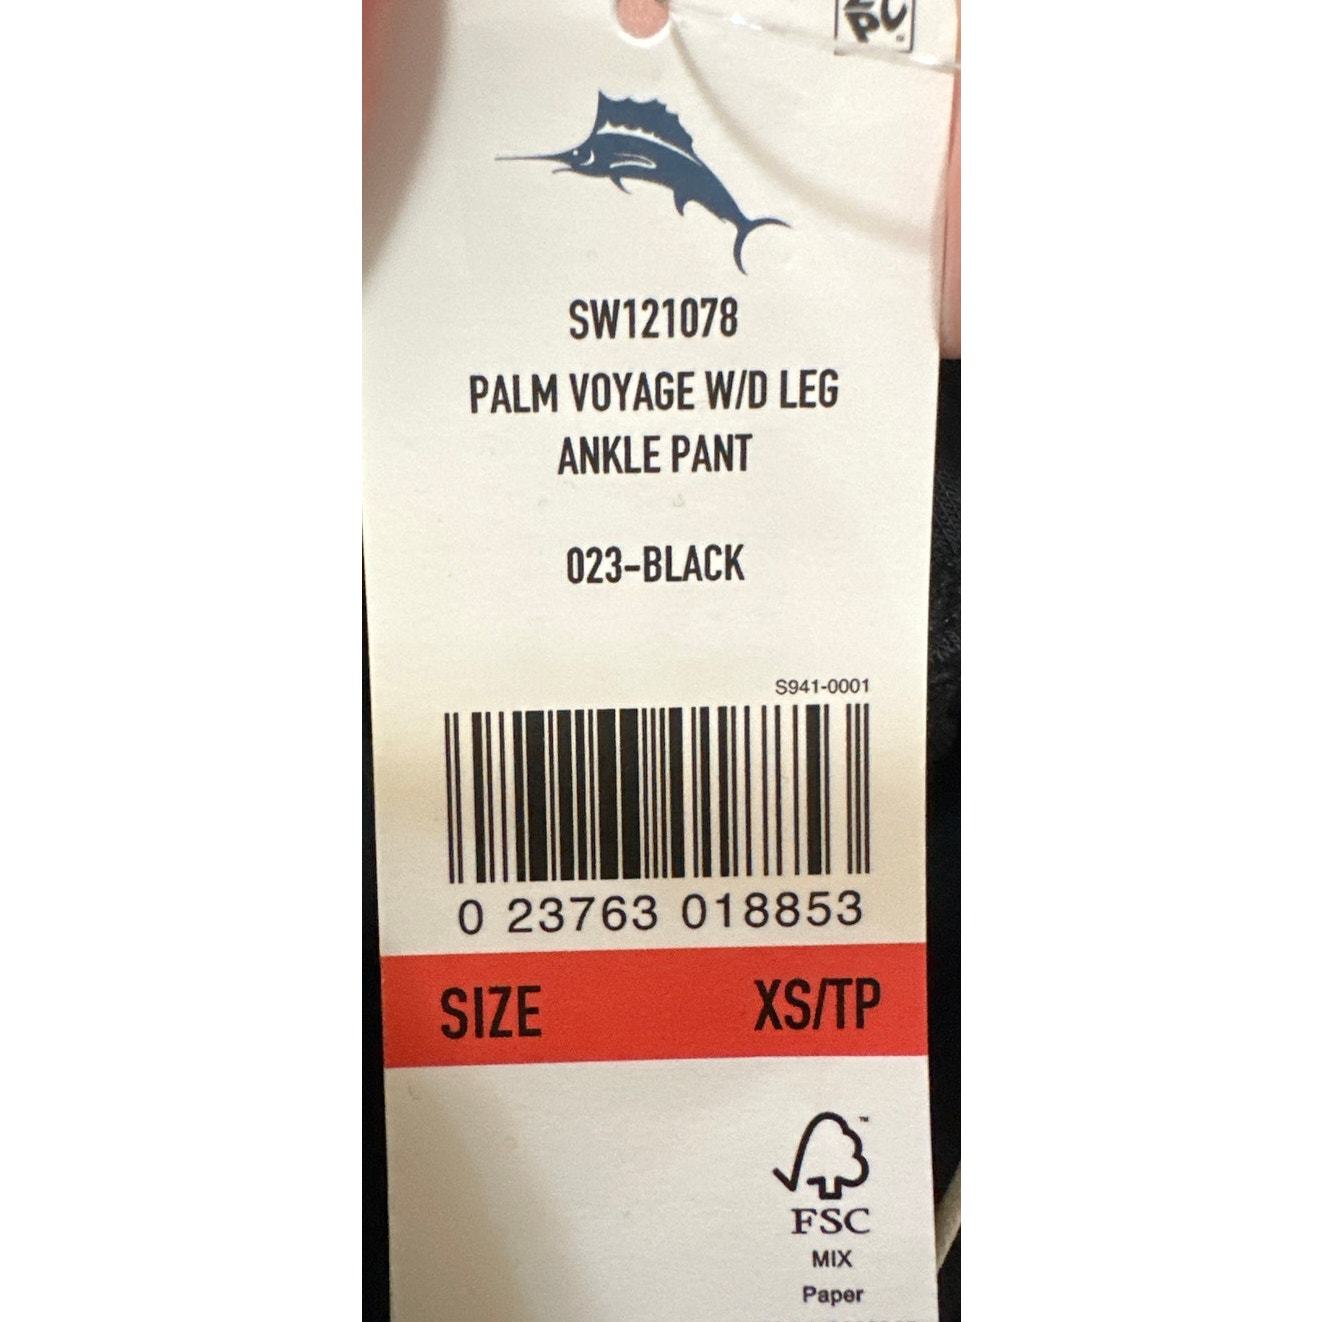 SW121078
PALM VOYAGE W/D LEG
ANKLE PANT
023-BLACK
S941-0001
0 23763 018853
SIZE XS/TP
™
FSC
MIX
Paper